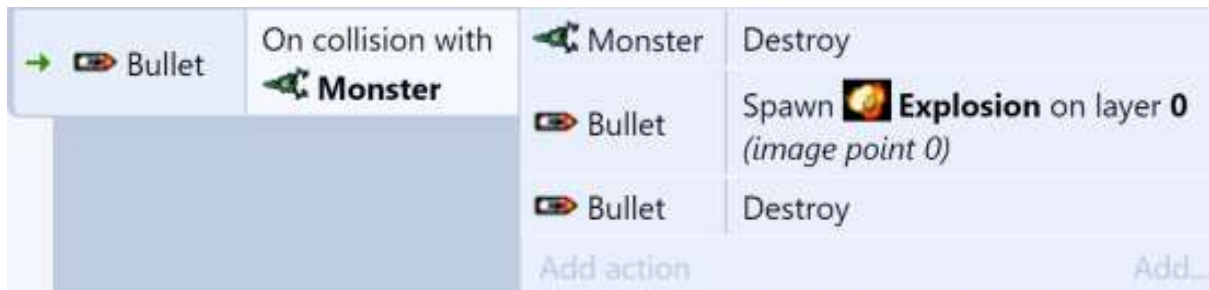 Bullet
On collision with
Monster
Monster
Destroy
Bullet
Spawn Explosion on layer 0
(image point 0)
Bullet
Destroy
Add action
Add...